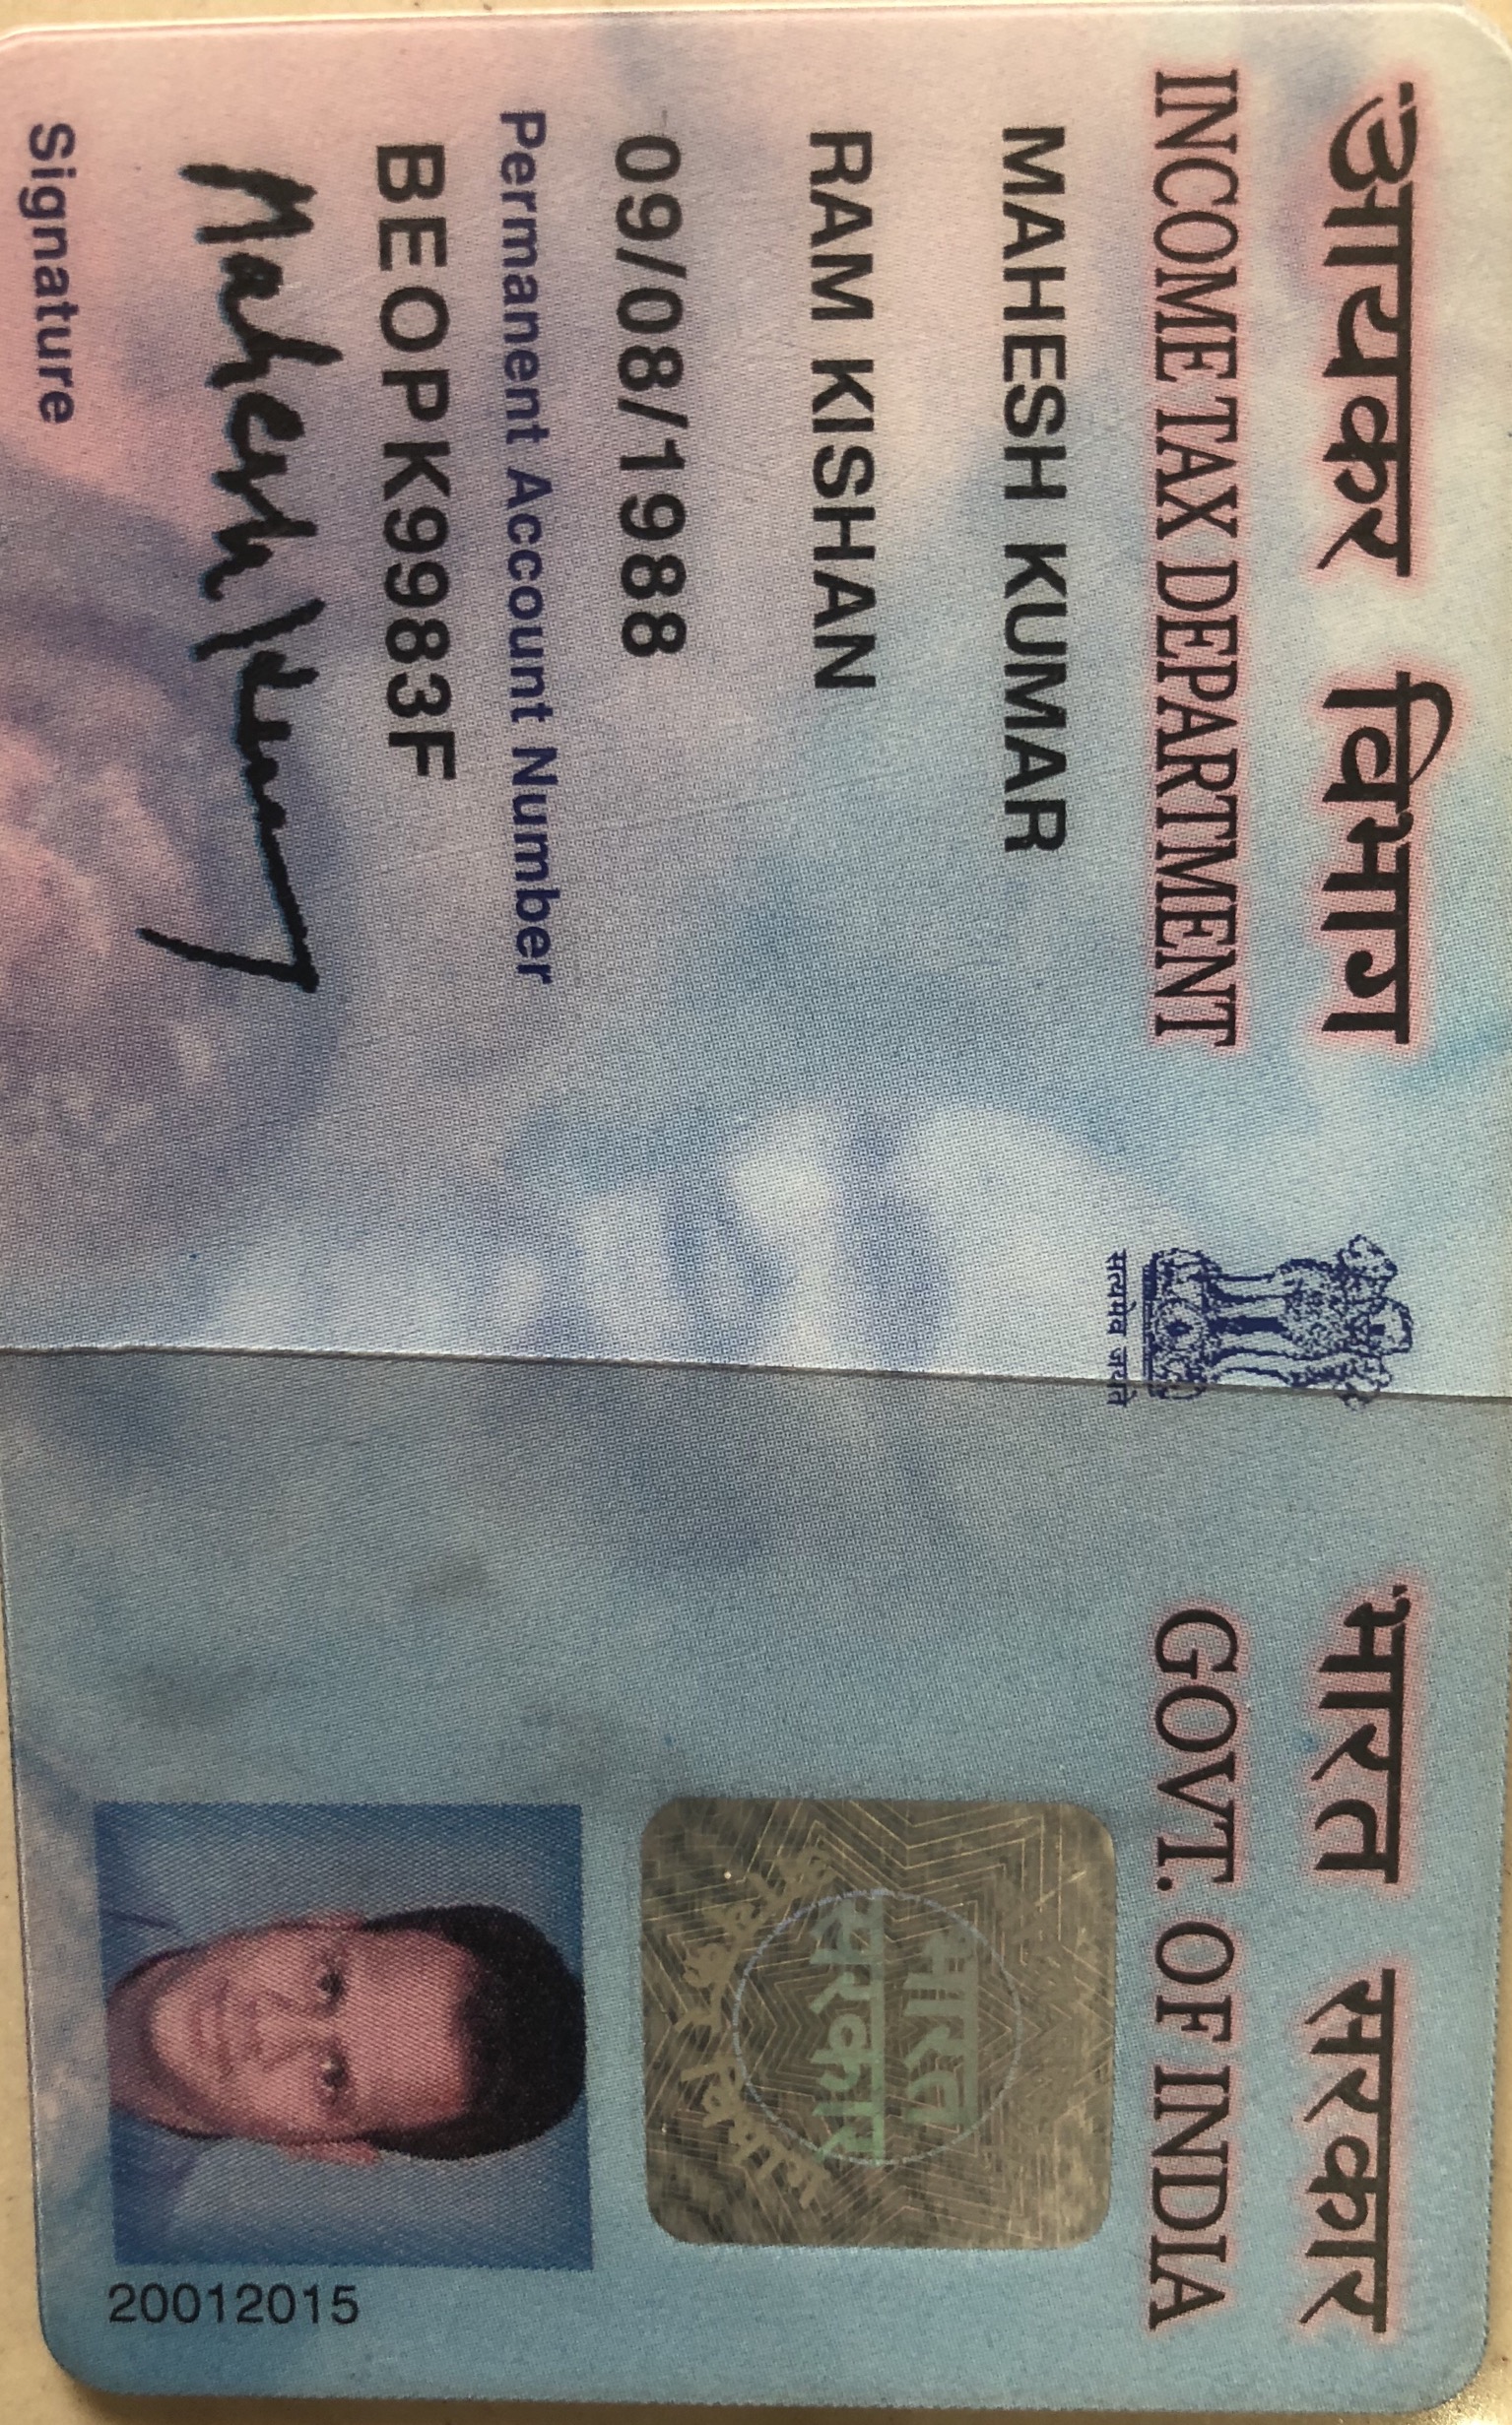 आयकर विभाग
INCOME TAX DEPARTMENT
सत्यमेव जयते
भारत सरकार
GOVT. OF INDIA
MAHESH KUMAR
RAM KISHAN
09/08/1988
Permanent Account Number
BEOPK9983F
Mahesh Kumar
Signature
भारत
सरकार
आयकर विभाग
20012015